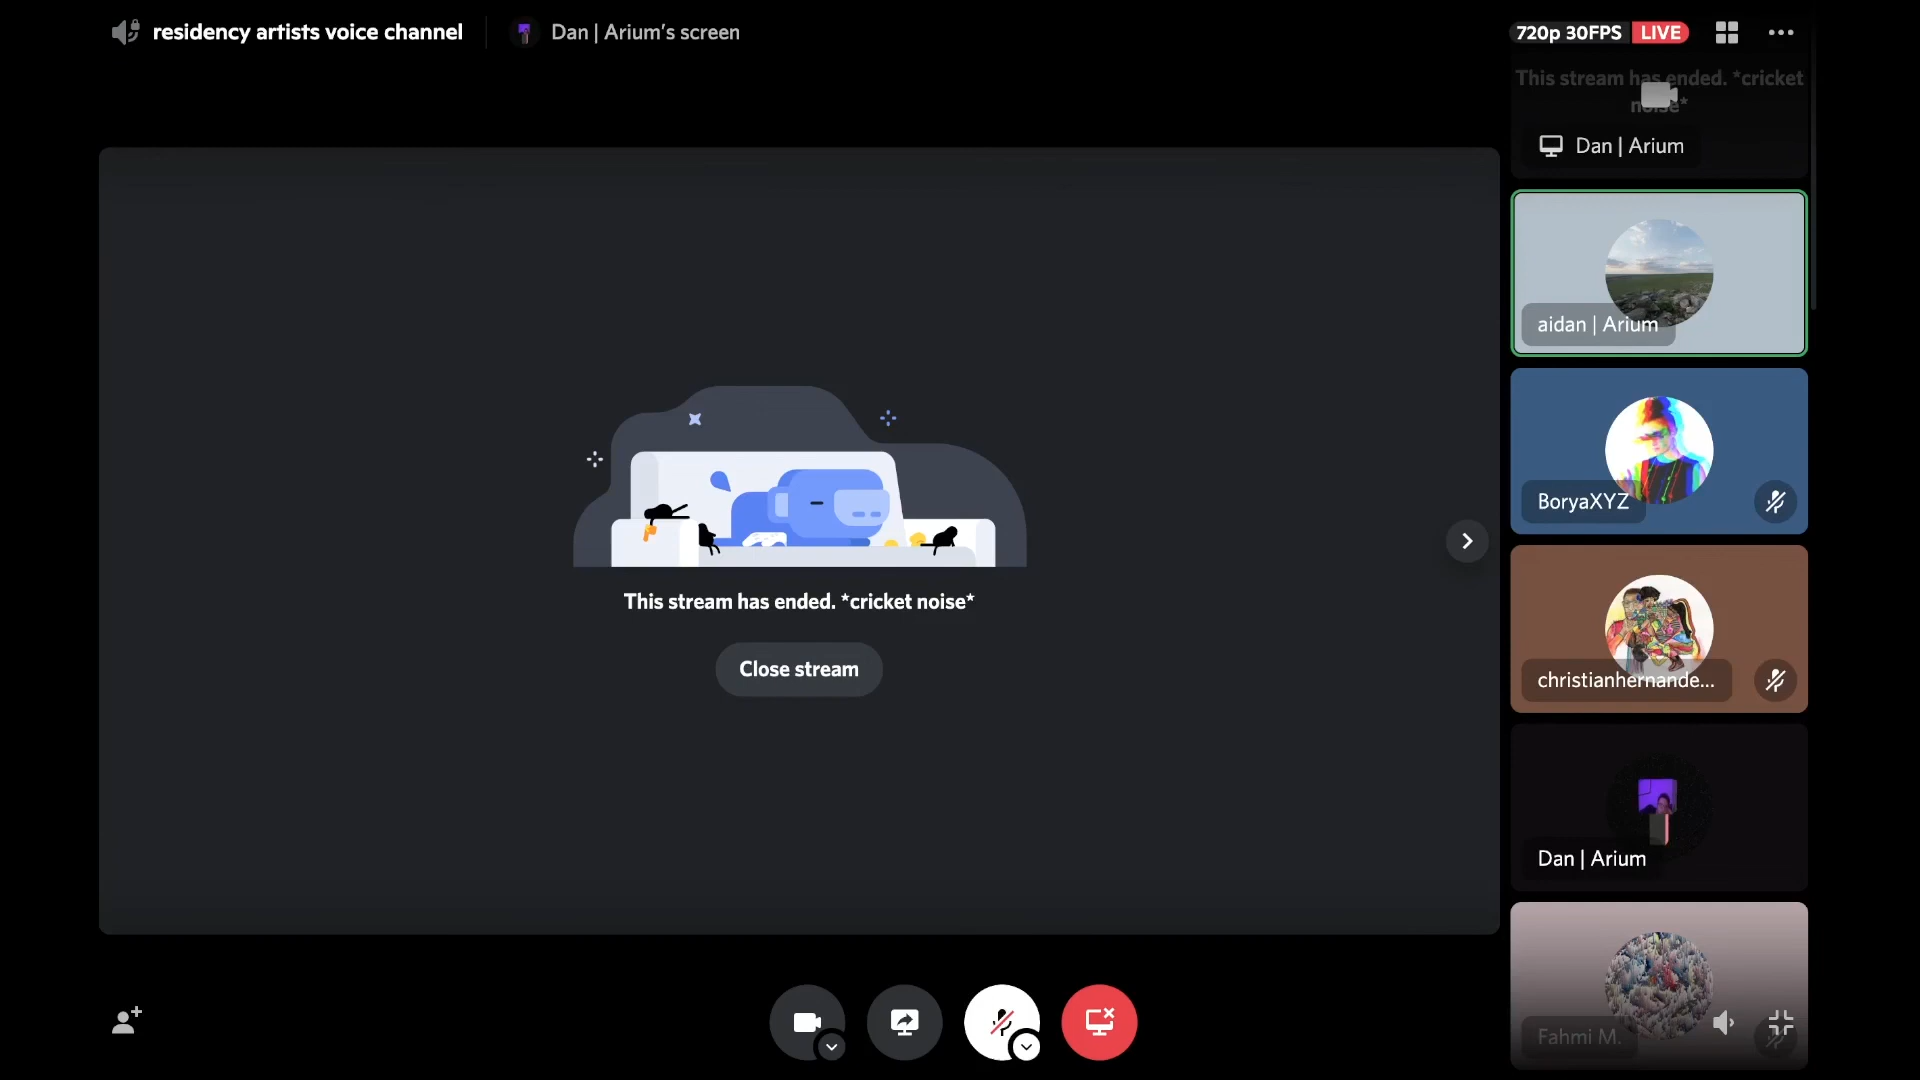 residency artists voice channel
Dan | Arium's screen
720p 30FPS LIVE
This stream has ended. *cricket
noise*
Dan | Arium
aidan | Arium
BoryaXYZ
christianhernande...
Dan | Arium
Fahmi M.
This stream has ended. *cricket noise*
Close stream